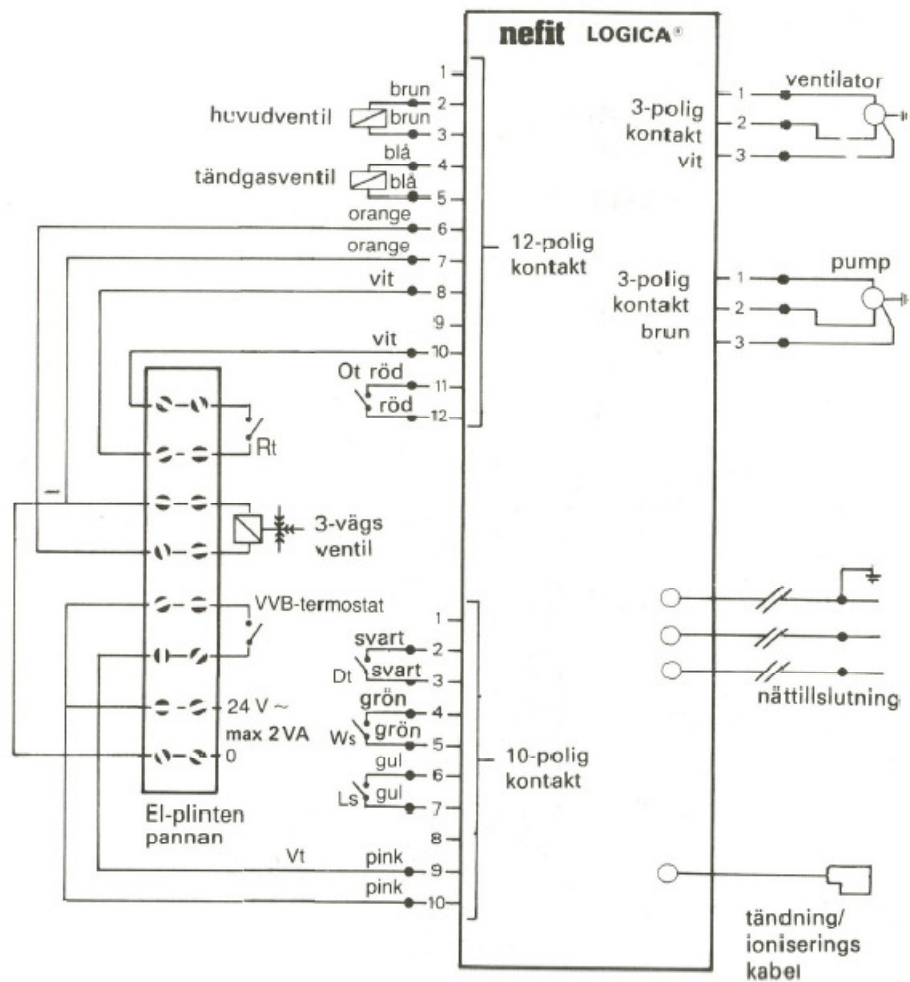 nefit LOGICA®
1
brun
2
huvudventil
brun
3
blå
4
tändgasventil
blå
5
orange
6
orange
7
vit
8
9
vit
10
Ot röd
11
röd
12
12-polig
kontakt
Rt
3-vägs
ventil
VVB-termostat
24 V ~
max 2VA
0
El-plinten
pannan
1
svart
2
Dt
svart
3
grön
4
Ws
grön
5
gul
6
Ls
gul
7
8
Vt
pink
9
pink
10
10-polig
kontakt
ventilator
1
3-polig
kontakt
vit
2
3
pump
1
3-polig
kontakt
brun
2
3
nättillslutning
tändning/
ioniserings
kabel